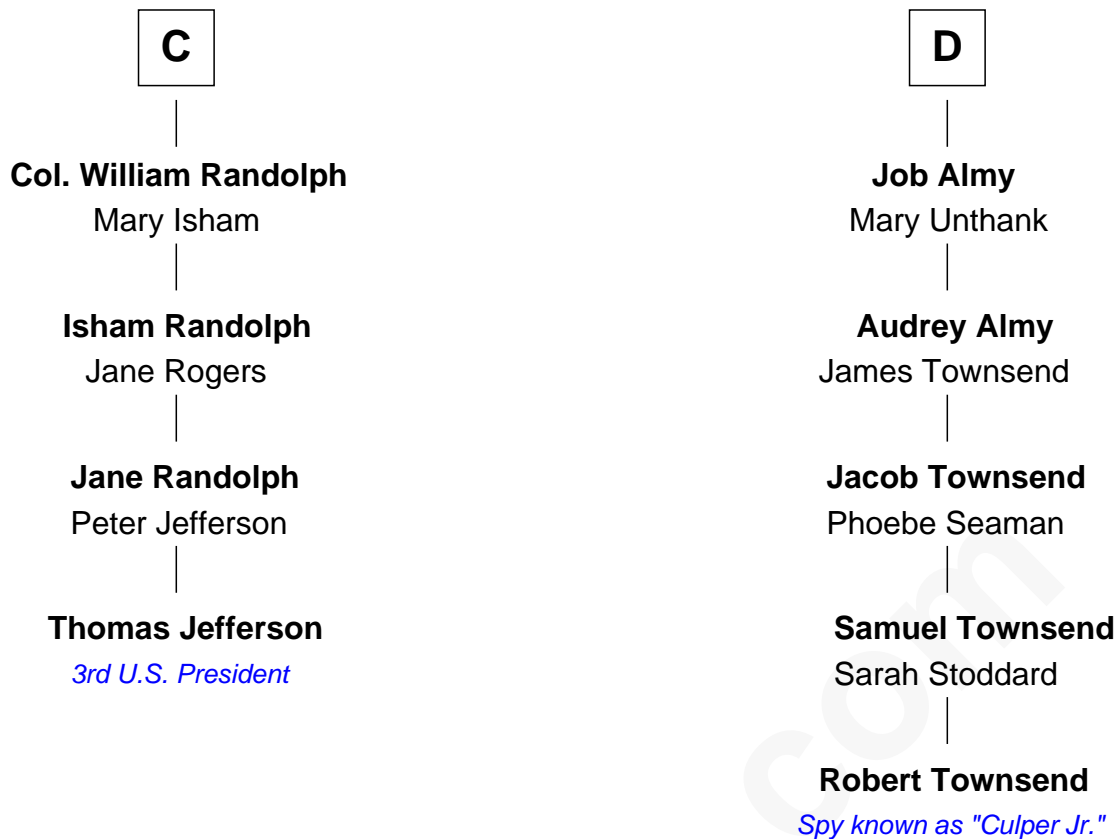 C
Col. William Randolph
Mary Isham
Isham Randolph
Jane Rogers
Jane Randolph
Peter Jefferson
Thomas Jefferson
3rd U.S. President
D
Job Almy
Mary Unthank
Audrey Almy
James Townsend
Jacob Townsend
Phoebe Seaman
Samuel Townsend
Sarah Stoddard
Robert Townsend
Spy known as "Culper Jr."
com